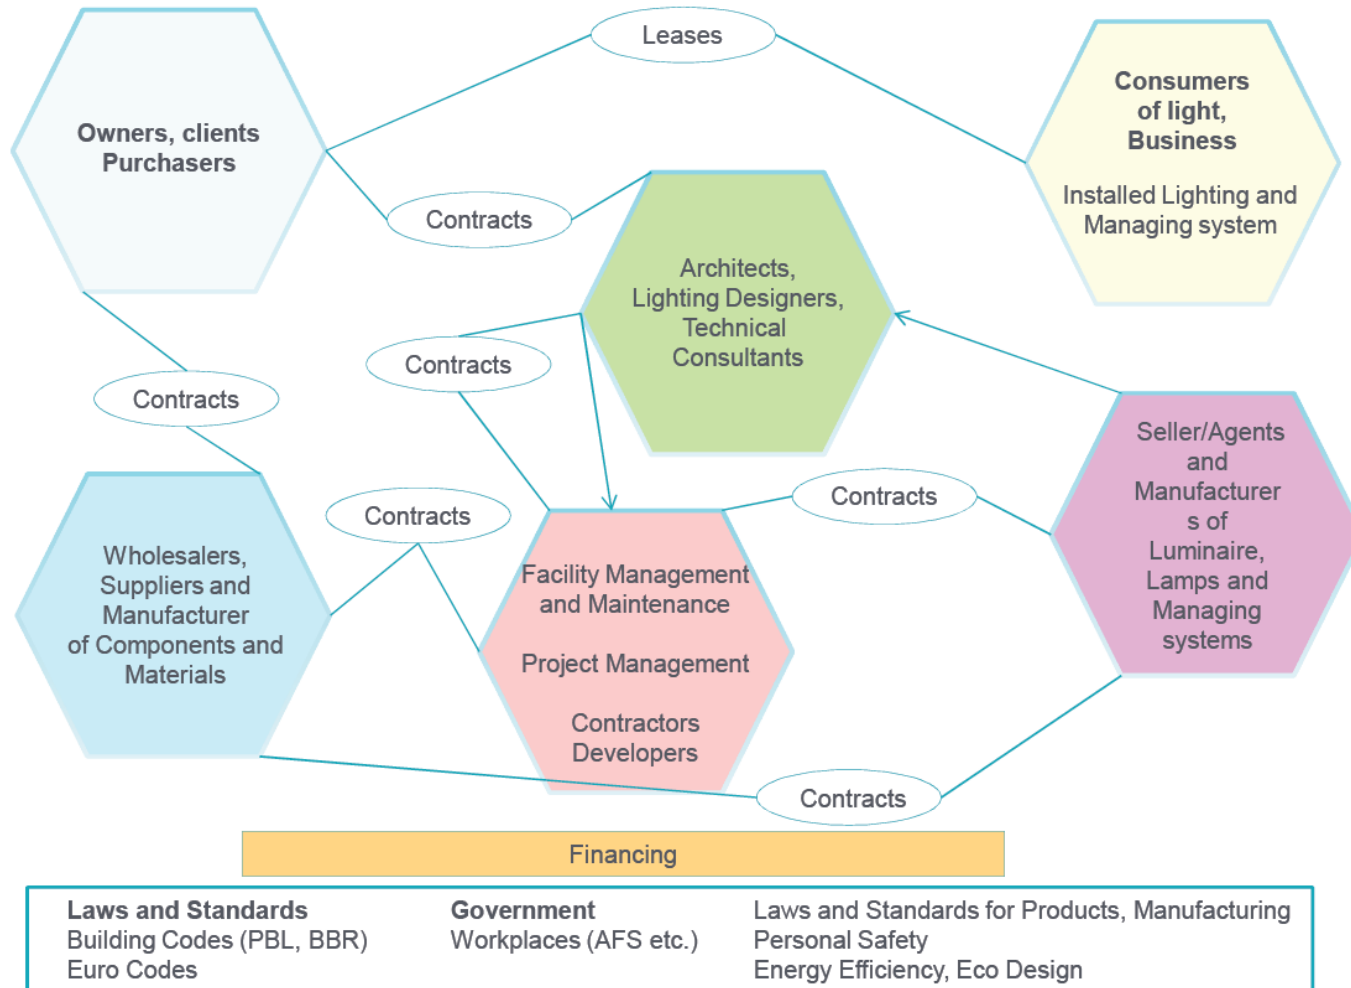 Leases
Owners, clients
Purchasers
Consumers
of light,
Business
Installed Lighting and
Managing system
Contracts
Architects,
Lighting Designers,
Technical
Consultants
Contracts
Contracts
Seller/Agents
and
Manufacturer
s of
Luminaire,
Lamps and
Managing
systems
Contracts
Contracts
Wholesalers,
Suppliers and
Manufacturer
of Components and
Materials
Facility Management
and Maintenance
Project Management
Contractors
Developers
Contracts
Financing
Laws and Standards
Building Codes (PBL, BBR)
Euro Codes
Government
Workplaces (AFS etc.)
Laws and Standards for Products, Manufacturing
Personal Safety
Energy Efficiency, Eco Design